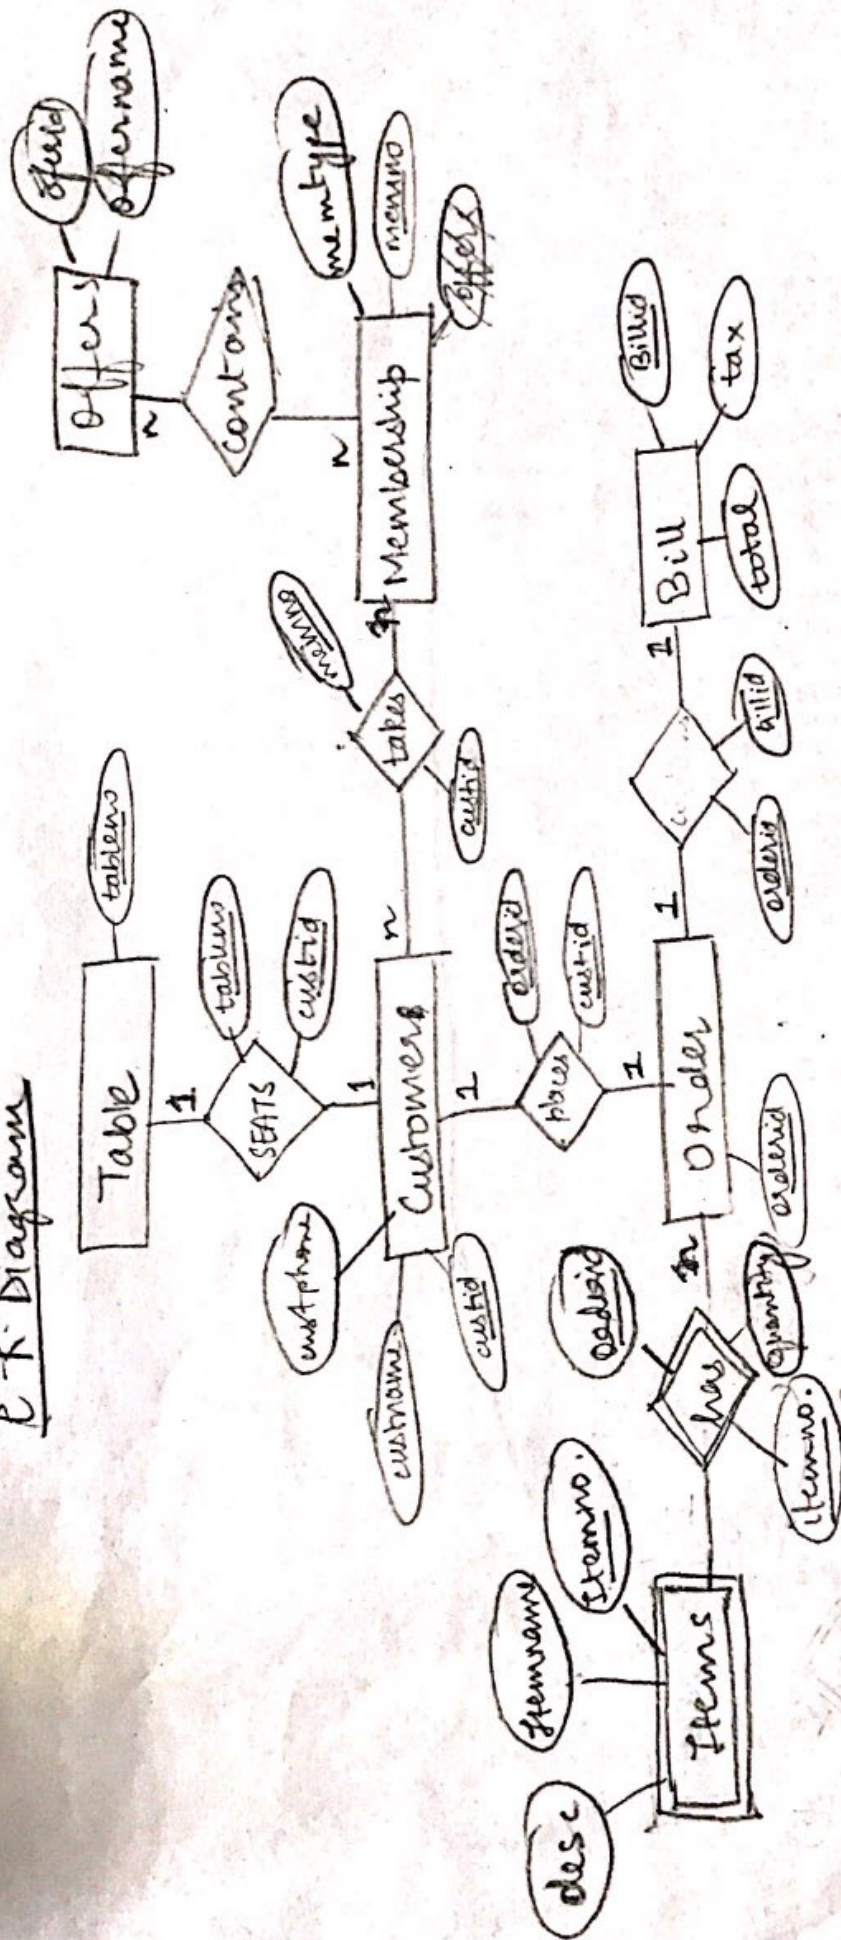 E-R Diagram
Table
tableno
1
SEATS
tableno
custid
1
Customers
custphone
custname
custid
n
takes
memno
custid
n
Membership
memtype
memno
offers
n
contains
n
Offers
offerid
offername
1
places
orderid
custid
1
Order
orderid
1
orderid
billid
1
Bill
Billid
tax
total
n
has
orderid
quantity
itemno.
Items
Itemno.
Itemname
desc